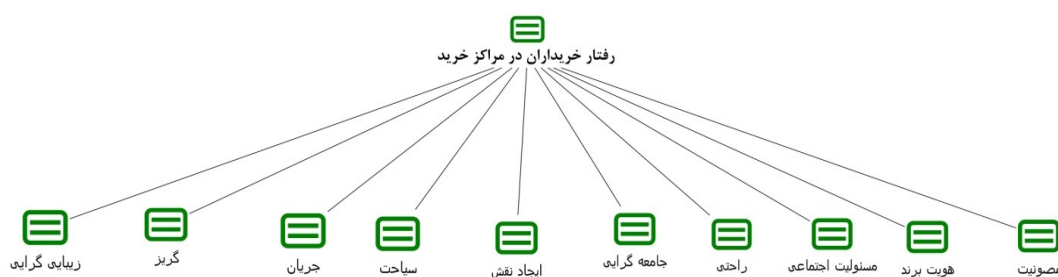 رفتار خریداران در مراکز خرید
مصونیت
هویت برند
مسئولیت اجتماعی
راحتی
جامعه گرایی
ایجاد نقش
سیاحت
جریان
گریز
زیبایی گرایی